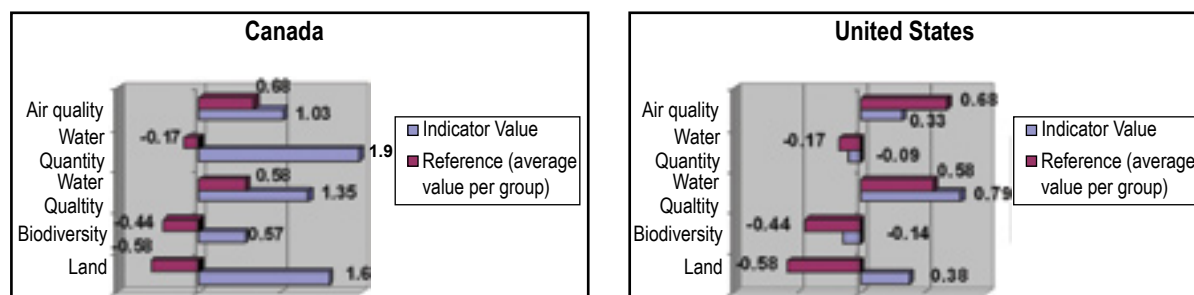 Canada
0.68
Air quality
1.03
Water
-0.17
Quantity
1.9
Water
0.58
Qualtity
1.35
-0.44
Biodiversity
0.57
-0.58
Land
1.6
Indicator Value
Reference (average
value per group)
United States
Air quality
0.68
0.33
Water
-0.17
Quantity
-0.09
Water
0.58
Qualtity
0.79
-0.44
Biodiversity
-0.14
-0.58
Land
0.38
Indicator Value
Reference (average
value per group)